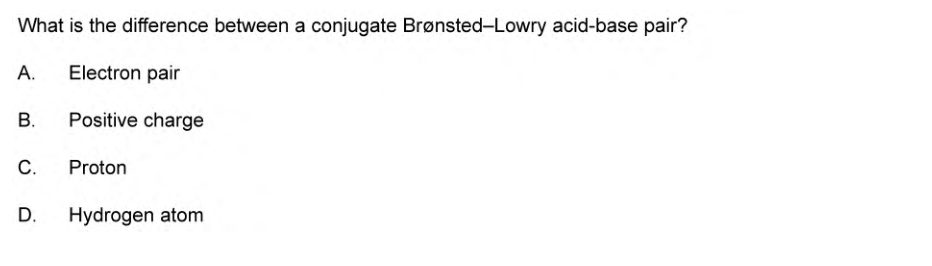 What is the difference between a conjugate Brønsted–Lowry acid-base pair?
A. Electron pair
B. Positive charge
C. Proton
D. Hydrogen atom